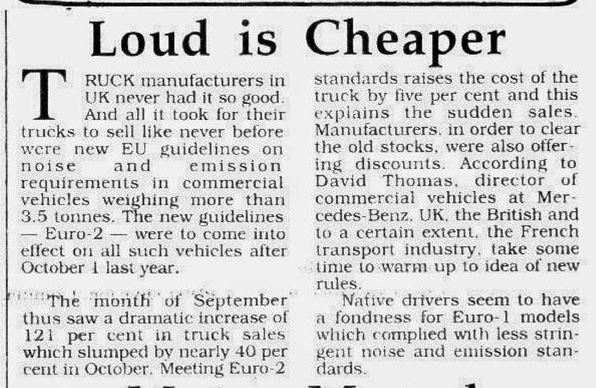 Loud is Cheaper
TRUCK manufacturers in
UK never had it so good.
And all it took for their
trucks to sell like never before
were new EU guidelines on
noise and emission
requirements in commercial
vehicles weighing more than
3.5 tonnes. The new guidelines
— Euro-2 — were to come into
effect on all such vehicles after
October 1 last year.
The month of September
thus saw a dramatic increase of
121 per cent in truck sales
which slumped by nearly 40 per
cent in October. Meeting Euro-2
standards raises the cost of the
truck by five per cent and this
explains the sudden sales.
Manufacturers, in order to clear
the old stocks, were also offer-
ing discounts. According to
David Thomas, director of
commercial vehicles at Mer-
cedes-Benz, UK, the British and
to a certain extent, the French
transport industry, take some
time to warm up to idea of new
rules.
Native drivers seem to have
a fondness for Euro-1 models
which complied with less strin-
gent noise and emission stan-
dards.